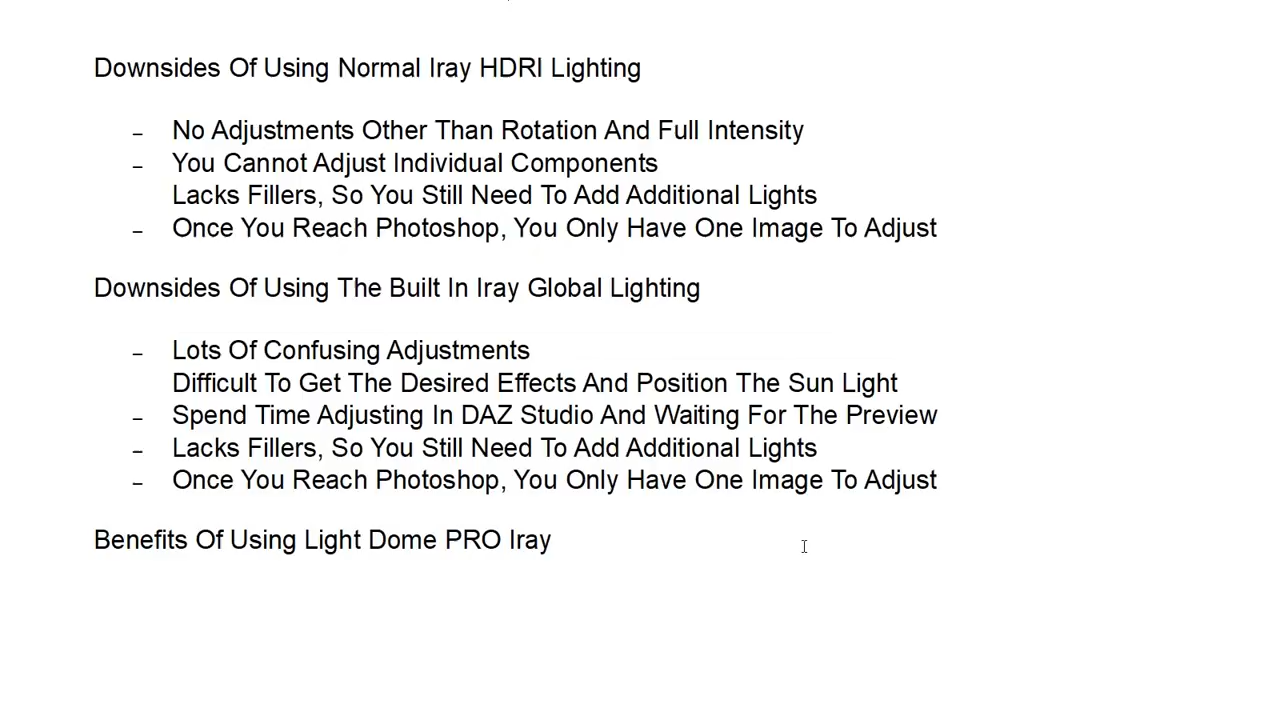 Downsides Of Using Normal Iray HDRI Lighting
– No Adjustments Other Than Rotation And Full Intensity
– You Cannot Adjust Individual Components
Lacks Fillers, So You Still Need To Add Additional Lights
– Once You Reach Photoshop, You Only Have One Image To Adjust
Downsides Of Using The Built In Iray Global Lighting
– Lots Of Confusing Adjustments
Difficult To Get The Desired Effects And Position The Sun Light
– Spend Time Adjusting In DAZ Studio And Waiting For The Preview
– Lacks Fillers, So You Still Need To Add Additional Lights
– Once You Reach Photoshop, You Only Have One Image To Adjust
Benefits Of Using Light Dome PRO Iray